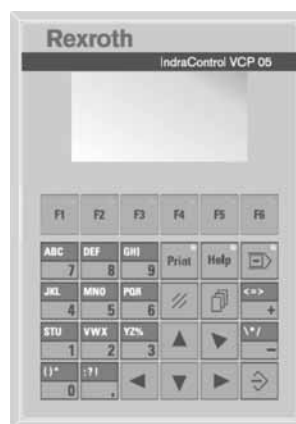 Rexroth
IndraControl VCP 05
F1 F2 F3 F4 F5 F6
ABC DEF GHI
7 8 9 Print Help
JKL MNO PQR <=>
4 5 6 +
STU VWX YZ% \*/
1 2 3 -
()° :?!
0 .